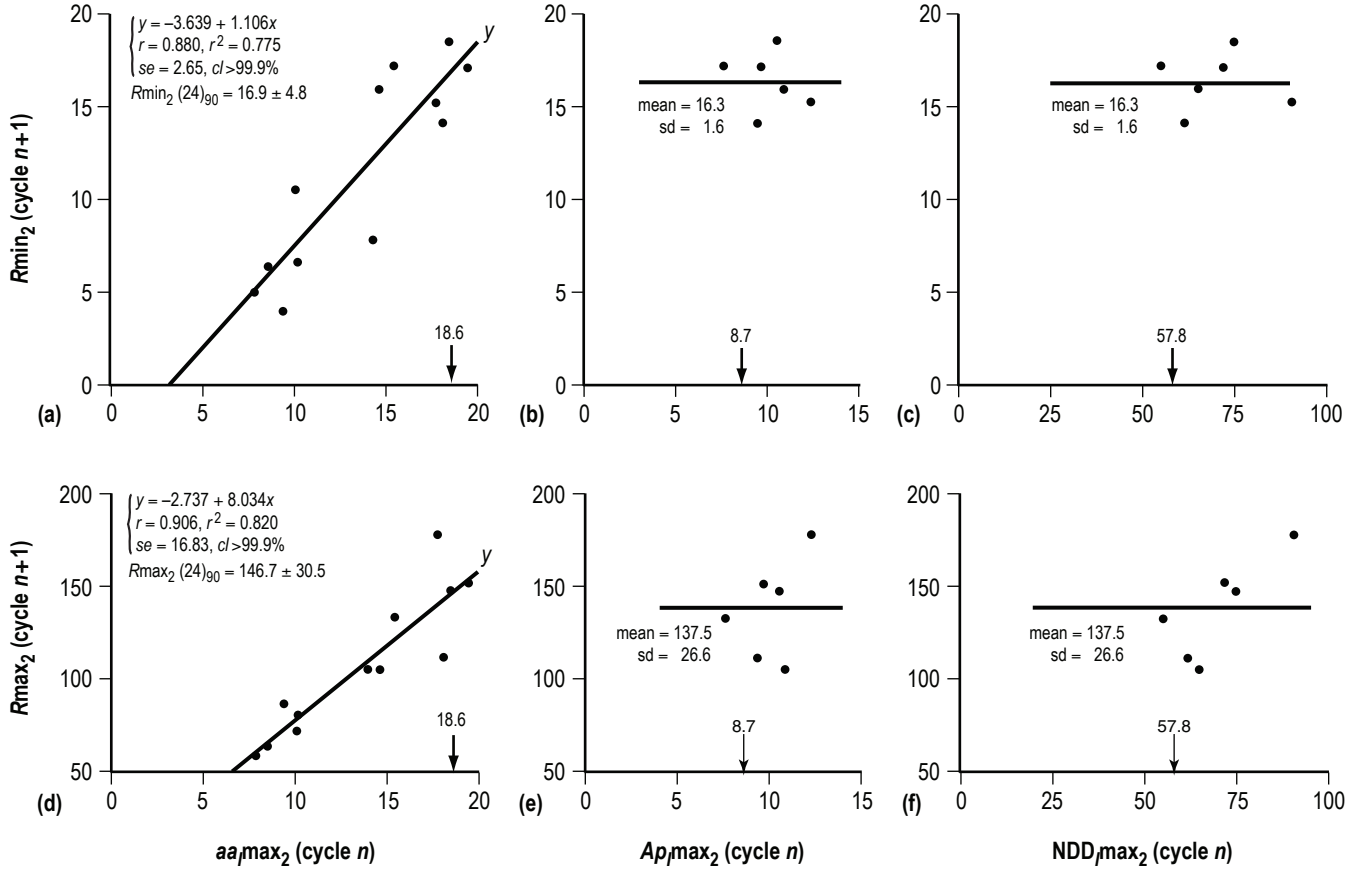 y = –3.639 + 1.106x
r = 0.880, r² = 0.775
se = 2.65, cl >99.9%
Rmin₂ (24)₉₀ = 16.9 ± 4.8
y
Rmin₂ (cycle n+1)
20
15
10
5
0
18.6
(a)
0 5 10 15 20
20
15
10
5
0
mean = 16.3
sd = 1.6
8.7
(b)
0 5 10 15
20
15
10
5
0
mean = 16.3
sd = 1.6
57.8
(c)
0 25 50 75 100
y = –2.737 + 8.034x
r = 0.906, r² = 0.820
se = 16.83, cl >99.9%
Rmax₂ (24)₉₀ = 146.7 ± 30.5
y
Rmax₂ (cycle n+1)
200
150
100
50
18.6
(d)
0 5 10 15 20
aaᵢmax₂ (cycle n)
200
150
100
50
mean = 137.5
sd = 26.6
8.7
(e)
0 5 10 15
Apᵢmax₂ (cycle n)
200
150
100
50
mean = 137.5
sd = 26.6
57.8
(f)
0 25 50 75 100
NDDᵢmax₂ (cycle n)